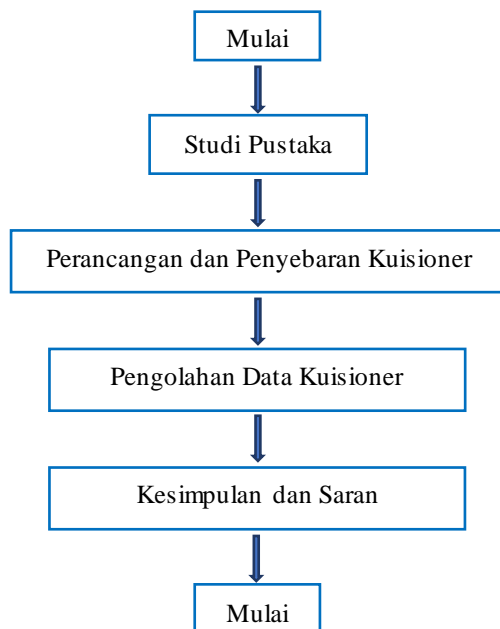 Mulai
Studi Pustaka
Perancangan dan Penyebaran Kuisioner
Pengolahan Data Kuisioner
Kesimpulan dan Saran
Mulai